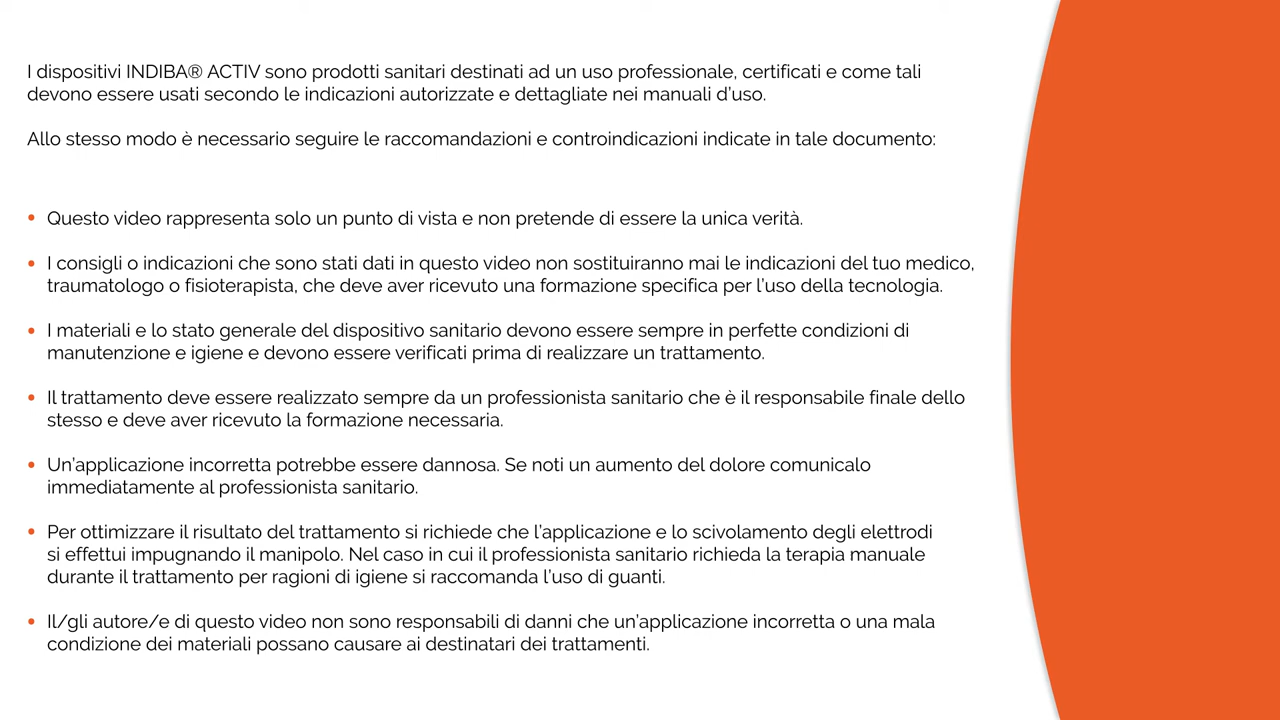 I dispositivi INDIBA® ACTIV sono prodotti sanitari destinati ad un uso professionale, certificati e come tali
devono essere usati secondo le indicazioni autorizzate e dettagliate nei manuali d'uso.
Allo stesso modo è necessario seguire le raccomandazioni e controindicazioni indicate in tale documento:
• Questo video rappresenta solo un punto di vista e non pretende di essere la unica verità.
• I consigli o indicazioni che sono stati dati in questo video non sostituiranno mai le indicazioni del tuo medico,
traumatologo o fisioterapista, che deve aver ricevuto una formazione specifica per l'uso della tecnologia.
• I materiali e lo stato generale del dispositivo sanitario devono essere sempre in perfette condizioni di
manutenzione e igiene e devono essere verificati prima di realizzare un trattamento.
• Il trattamento deve essere realizzato sempre da un professionista sanitario che è il responsabile finale dello
stesso e deve aver ricevuto la formazione necessaria.
• Un'applicazione incorretta potrebbe essere dannosa. Se noti un aumento del dolore comunicalo
immediatamente al professionista sanitario.
• Per ottimizzare il risultato del trattamento si richiede che l'applicazione e lo scivolamento degli elettrodi
si effettui impugnando il manipolo. Nel caso in cui il professionista sanitario richieda la terapia manuale
durante il trattamento per ragioni di igiene si raccomanda l'uso di guanti.
• Il/gli autore/e di questo video non sono responsabili di danni che un'applicazione incorretta o una mala
condizione dei materiali possano causare ai destinatari dei trattamenti.